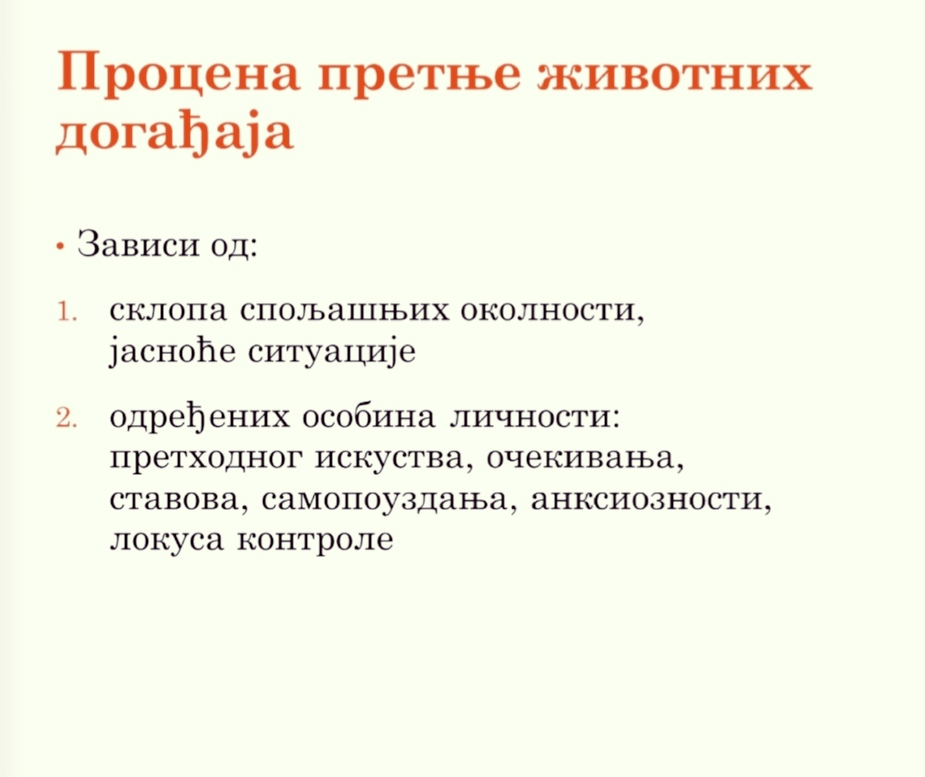 Процена претње животних
догађаја
• Зависи од:
1. склопа спољашњих околности,
јасноће ситуације
2. одређених особина личности:
претходног искуства, очекивања,
ставова, самопоуздања, анксиозности,
локуса контроле